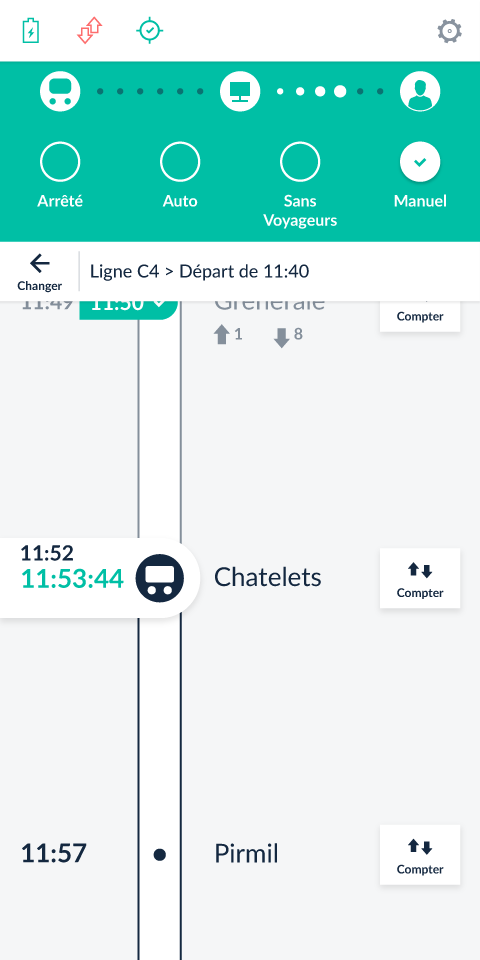 Arrêté
Auto
Sans
Voyageurs
Manuel
Changer
Ligne C4 > Départ de 11:40
11:49
11:50
Compter
1
8
11:52
11:53:44
Chatelets
Compter
11:57
Pirmil
Compter